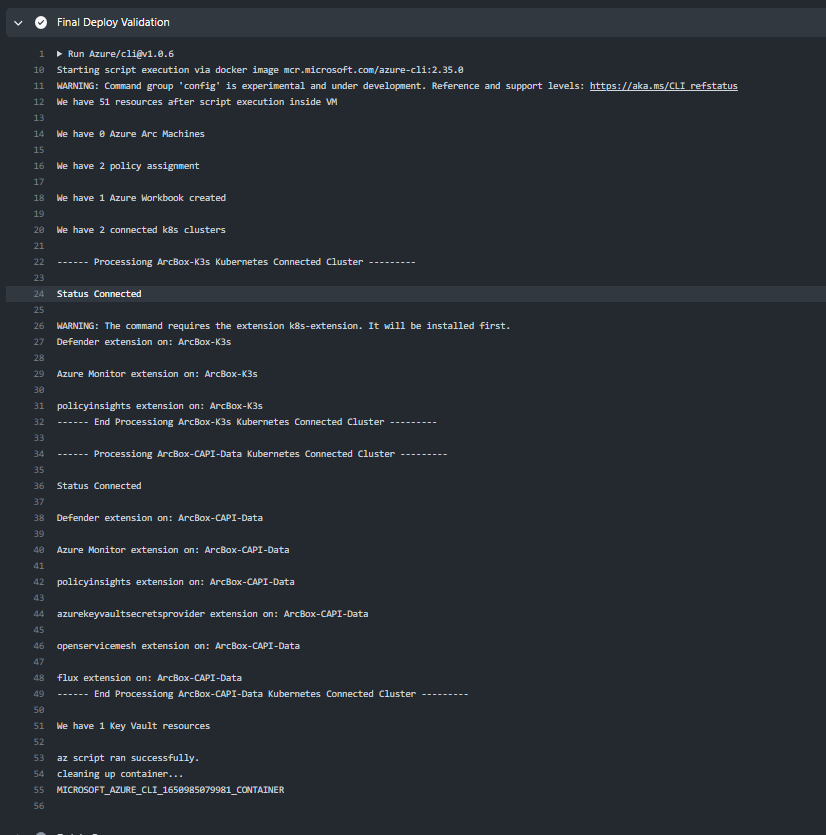 Final Deploy Validation
1 Run Azure/cli@v1.0.6
10 Starting script execution via docker image mcr.microsoft.com/azure-cli:2.35.0
11 WARNING: Command group 'config' is experimental and under development. Reference and support levels: https://aka.ms/CLI_refstatus
12 We have 51 resources after script execution inside VM
13
14 We have 0 Azure Arc Machines
15
16 We have 2 policy assignment
17
18 We have 1 Azure Workbook created
19
20 We have 2 connected k8s clusters
21
22 ------ Processiong ArcBox-K3s Kubernetes Connected Cluster ---------
23
24 Status Connected
25
26 WARNING: The command requires the extension k8s-extension. It will be installed first.
27 Defender extension on: ArcBox-K3s
28
29 Azure Monitor extension on: ArcBox-K3s
30
31 policyinsights extension on: ArcBox-K3s
32 ------ End Processiong ArcBox-K3s Kubernetes Connected Cluster ---------
33
34 ------ Processiong ArcBox-CAPI-Data Kubernetes Connected Cluster ---------
35
36 Status Connected
37
38 Defender extension on: ArcBox-CAPI-Data
39
40 Azure Monitor extension on: ArcBox-CAPI-Data
41
42 policyinsights extension on: ArcBox-CAPI-Data
43
44 azurekeyvaultsecretsprovider extension on: ArcBox-CAPI-Data
45
46 openservicemesh extension on: ArcBox-CAPI-Data
47
48 flux extension on: ArcBox-CAPI-Data
49 ------ End Processiong ArcBox-CAPI-Data Kubernetes Connected Cluster ---------
50
51 We have 1 Key Vault resources
52
53 az script ran successfully.
54 cleaning up container...
55 MICROSOFT_AZURE_CLI_1650985079981_CONTAINER
56